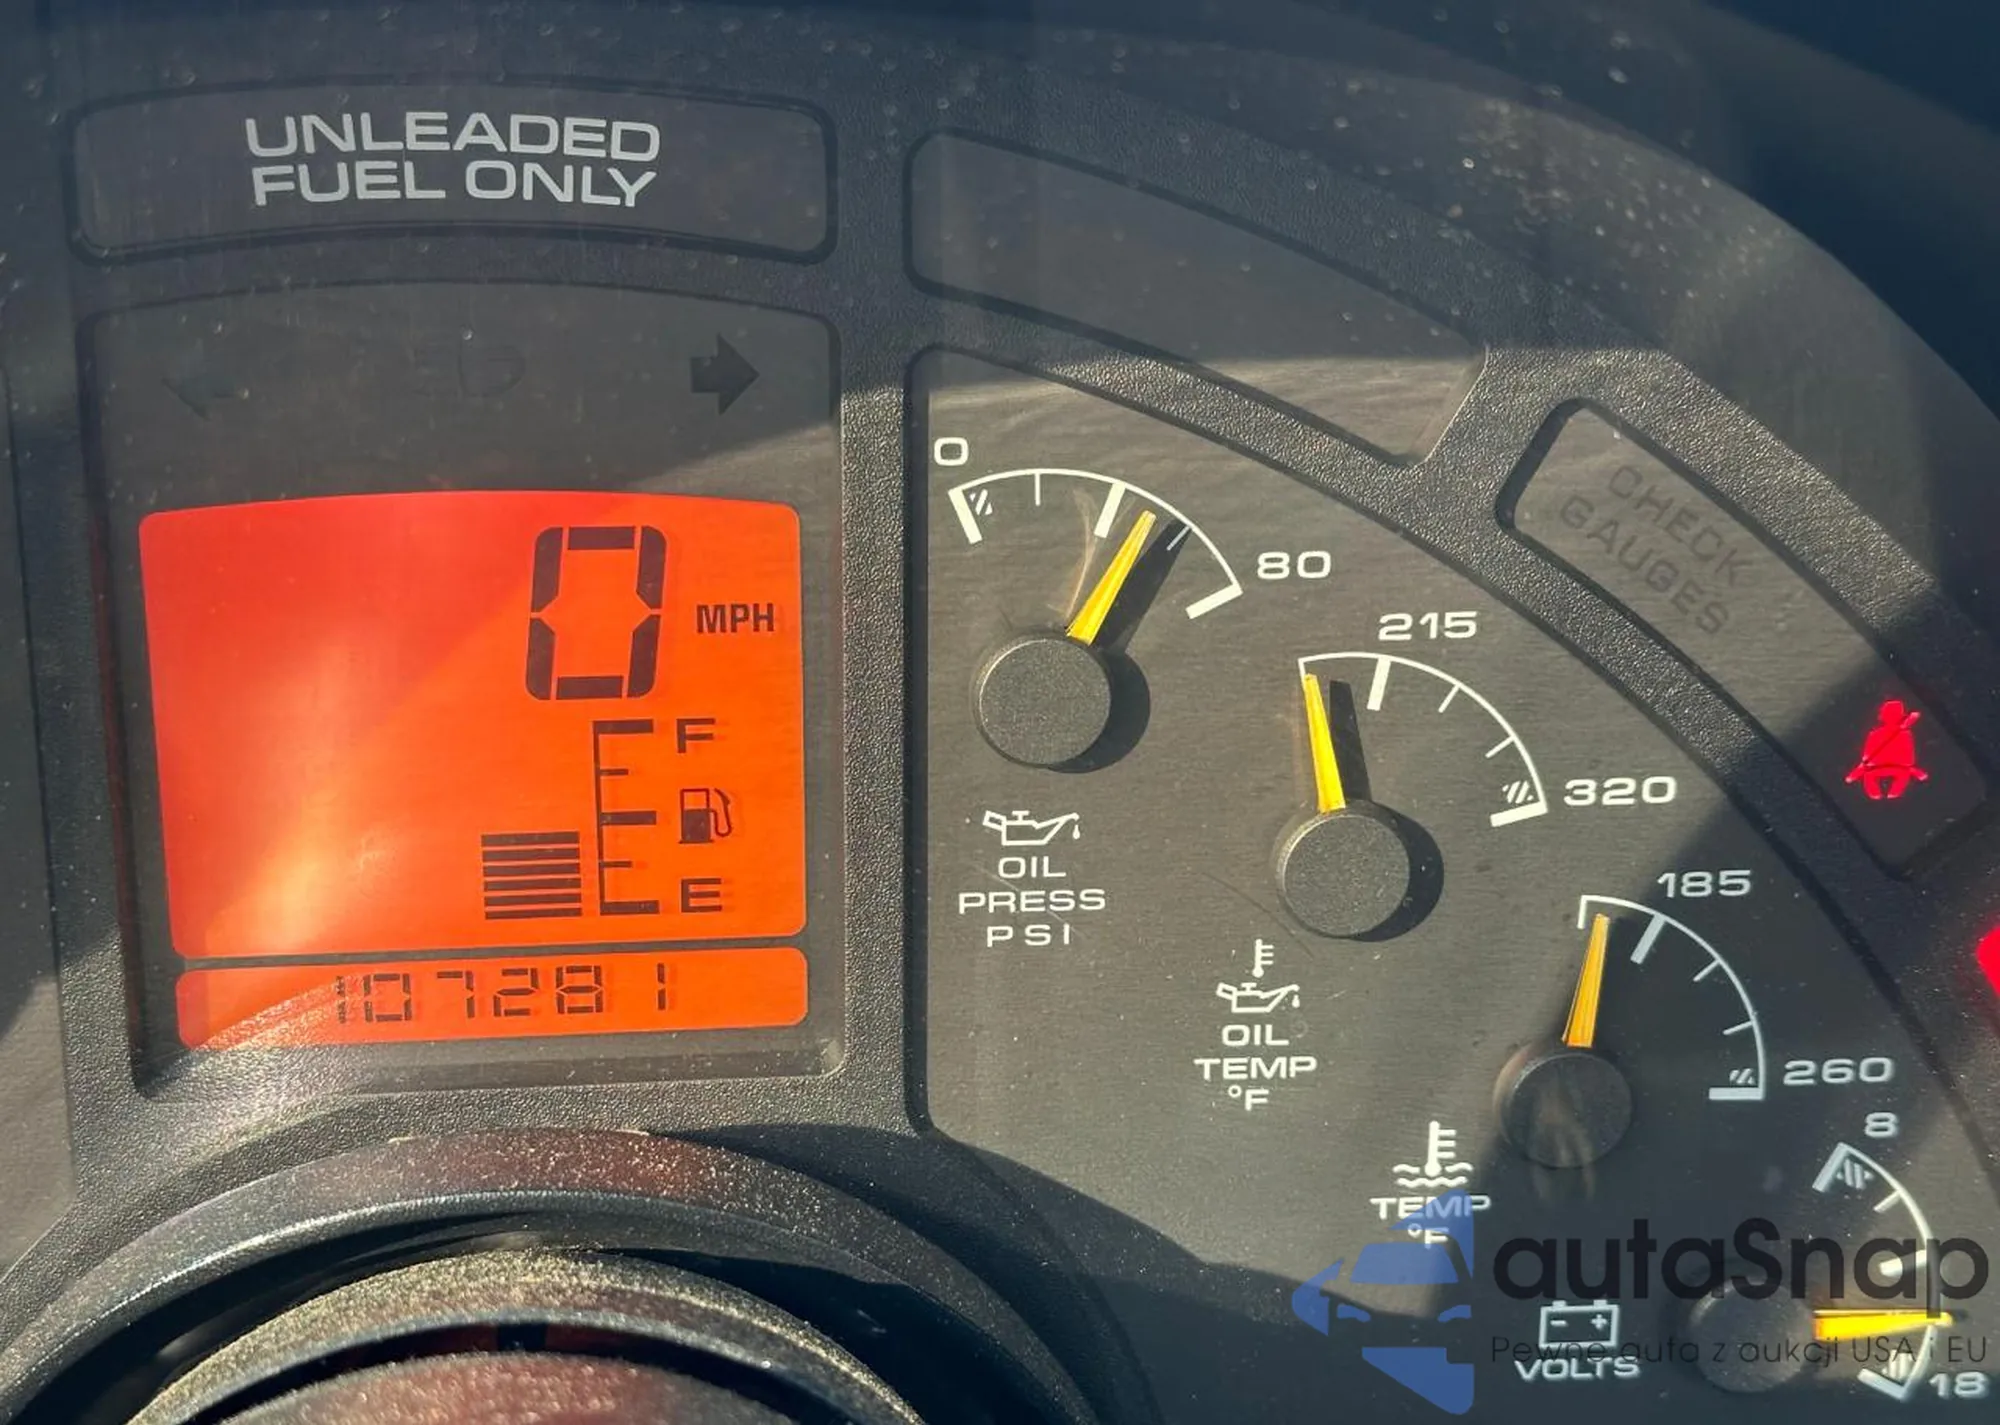 UNLEADED
FUEL ONLY
0 MPH
F
E
107281
0
80
OIL
PRESS
PSI
215
320
OIL
TEMP
°F
CHECK
GAUGES
185
260
TEMP
°F
8
18
- +
VOLTS
autaSnap
Pewne auta z aukcji USA i EU